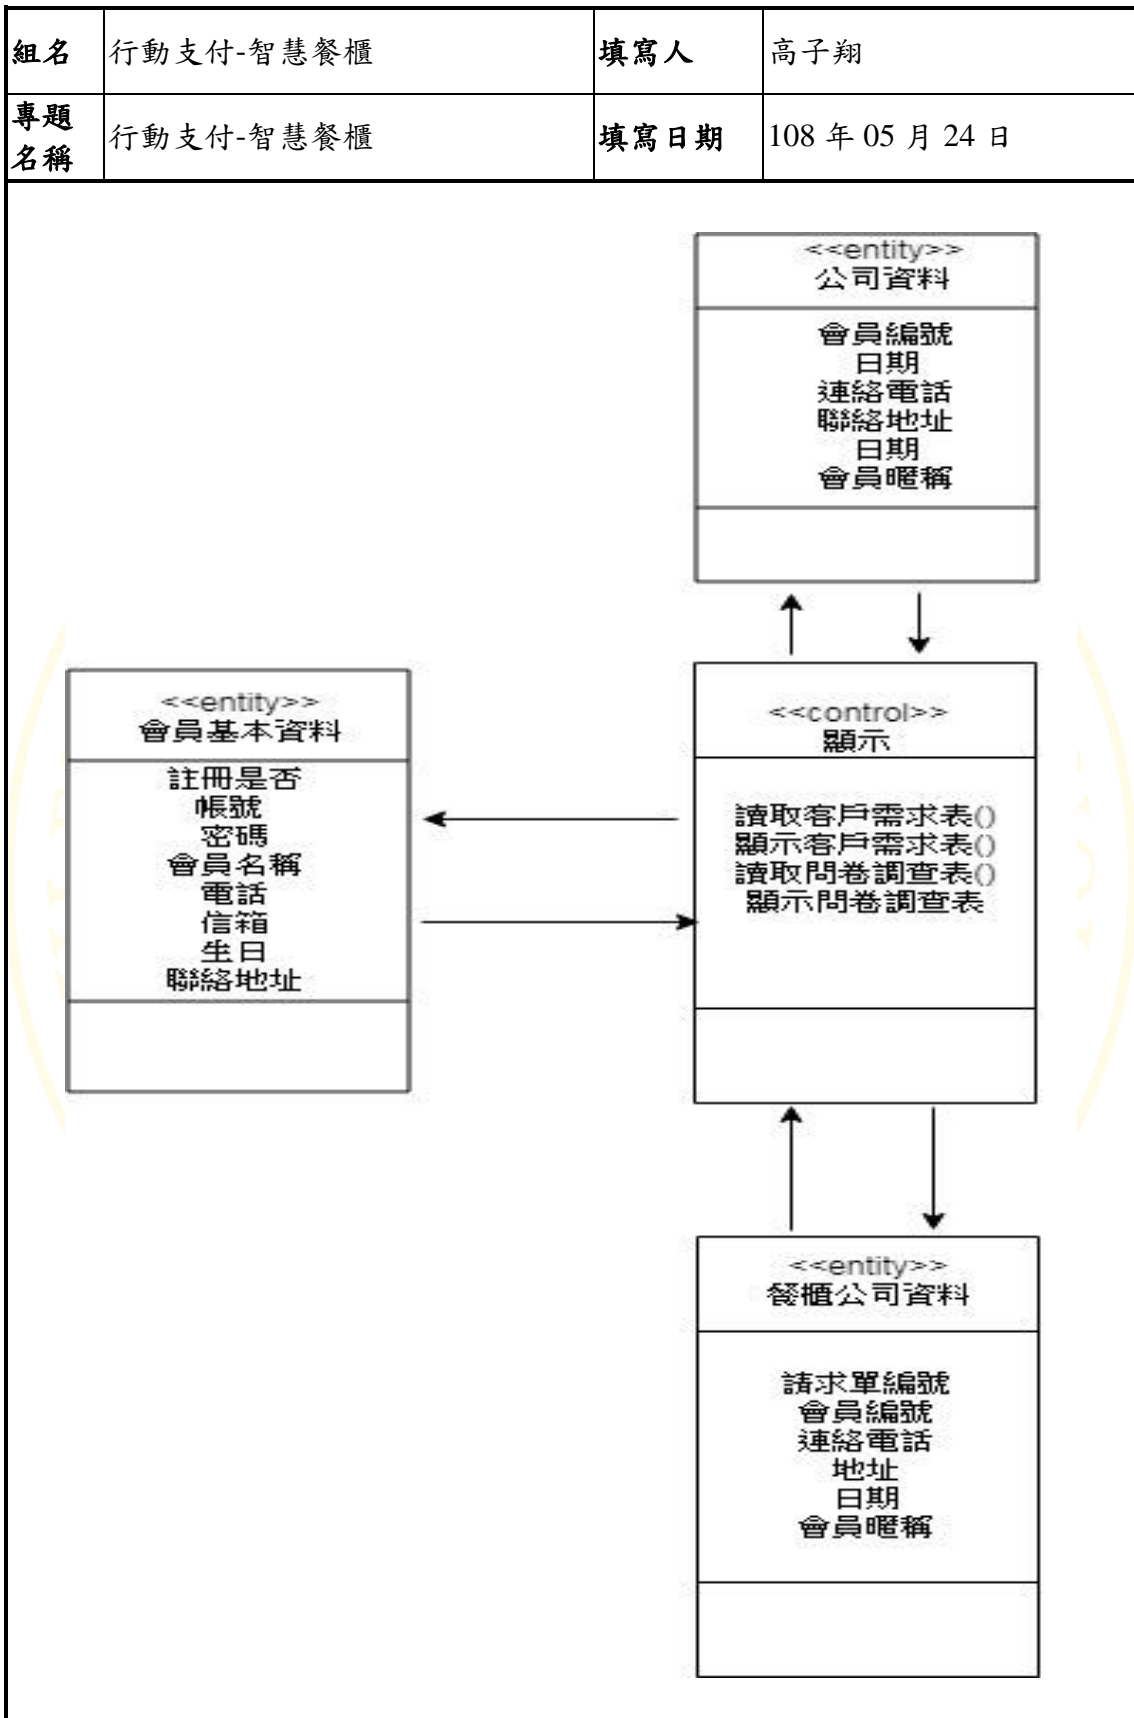 組名 行動支付-智慧餐櫃 填寫人 高子翔
專題
名稱 行動支付-智慧餐櫃 填寫日期 108 年 05 月 24 日
<<entity>>
公司資料
會員編號
日期
連絡電話
聯絡地址
日期
會員暱稱
<<entity>>
會員基本資料
註冊是否
帳號
密碼
會員名稱
電話
信箱
生日
聯絡地址
<<control>>
顯示
讀取客戶需求表()
顯示客戶需求表()
讀取問卷調查表()
顯示問卷調查表
<<entity>>
餐櫃公司資料
請求單編號
會員編號
連絡電話
地址
日期
會員暱稱